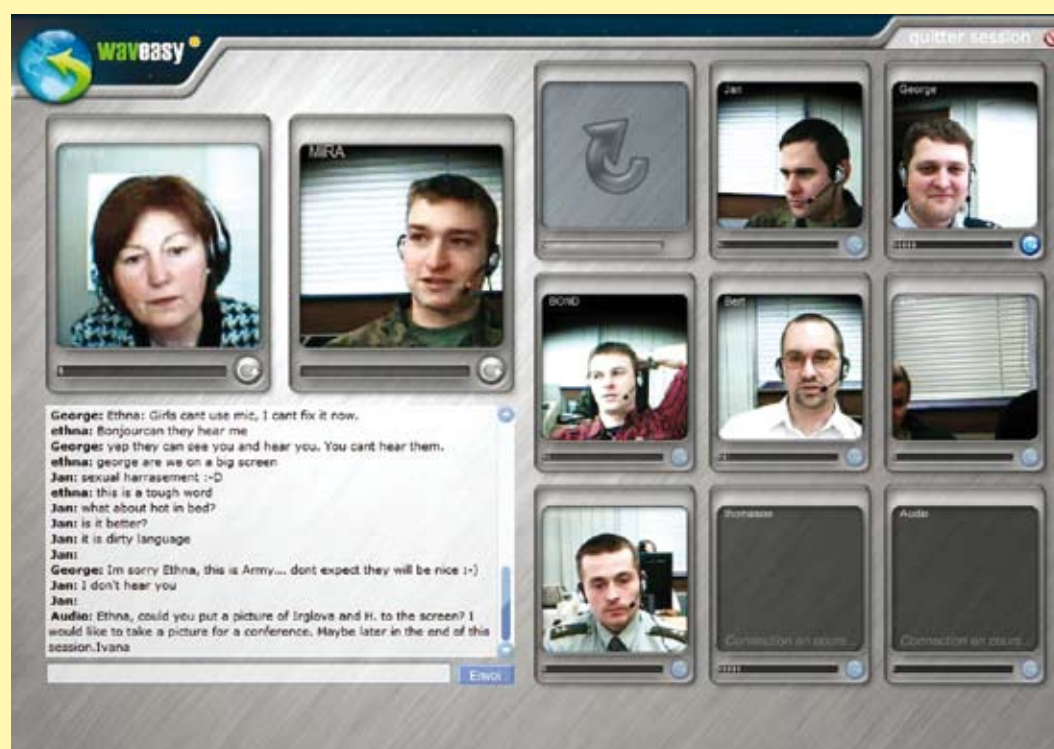 waveasy
quitter session
MIRA
Jan
George
BOND
Bert
thomason
Audio
Connection en cours...
Connection en cours...
George: Ethna: Girls cant use mic, I cant fix it now.
ethna: Bonjourcan they hear me
George: yep they can see you and hear you. You cant hear them.
ethna: george are we on a big screen
Jan: sexual harrasement :-D
ethna: this is a tough word
Jan: what about hot in bed?
Jan: is it better?
Jan: it is dirty language
Jan:
George: Im sorry Ethna, this is Army.... dont expect they will be nice :-)
Jan: I don't hear you
Jan:
Audio: Ethna, could you put a picture of Irglova and H. to the screen? I
would like to take a picture for a conference. Maybe later in the end of this
session.Ivana
Envoi